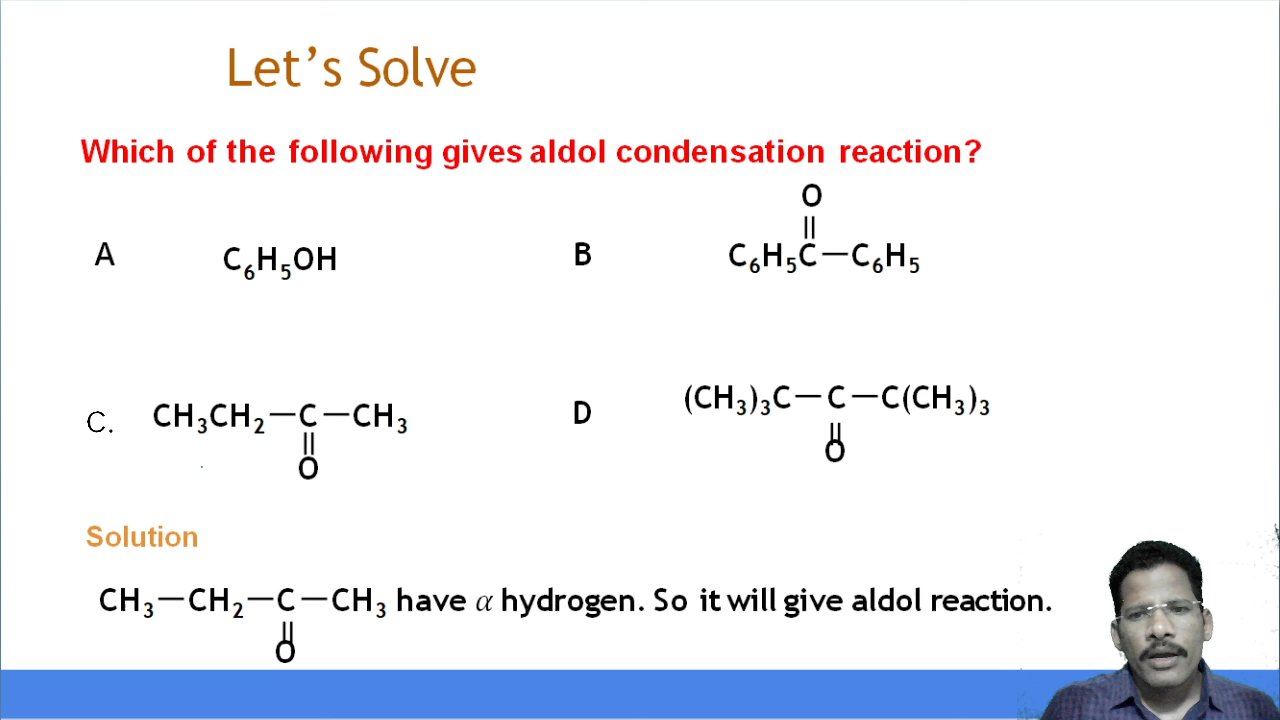 Let's Solve
Which of the following gives aldol condensation reaction?
A C₆H₅OH
B
O
||
C₆H₅C—C₆H₅
C. CH₃CH₂—C—CH₃
||
O
D (CH₃)₃C—C—C(CH₃)₃
||
O
Solution
CH₃—CH₂—C—CH₃ have α hydrogen. So it will give aldol reaction.
||
O